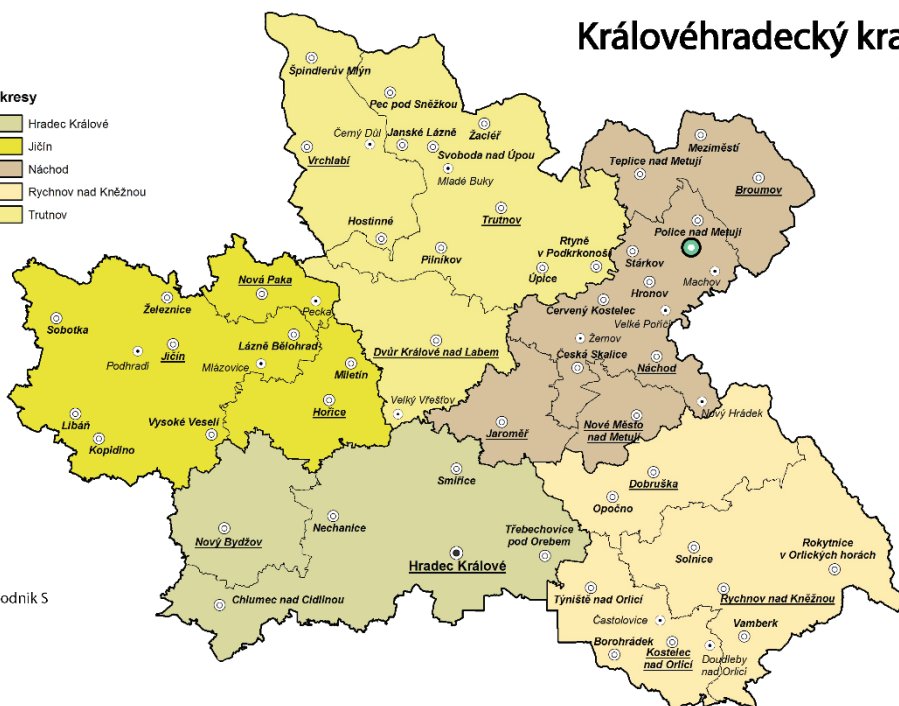 Královéhradecký kra
kresy
Hradec Králové
Jičín
Náchod
Rychnov nad Kněžnou
Trutnov
Špindlerův Mlýn
Pec pod Sněžkou
Černý Důl
Janské Lázně
Žacléř
Svoboda nad Úpou
Vrchlabí
Mladé Buky
Trutnov
Hostinné
Pilníkov
Rtyně
v Podkrkonoší
Úpice
Meziměstí
Teplice nad Metují
Broumov
Police nad Metují
Stárkov
Machov
Hronov
Červený Kostelec
Velké Poříčí
Žernov
Česká Skalice
Náchod
Nový Hrádek
Nové Město
nad Metují
Jaroměř
Nová Paka
Pecka
Železnice
Sobotka
Jičín
Podhradí
Lázně Bělohrad
Mlázovice
Miletín
Hořice
Libáň
Kopidlno
Vysoké Veselí
Dvůr Králové nad Labem
Velký Vřešťov
Smiřice
Nechanice
Nový Bydžov
Třebechovice
pod Orebem
Hradec Králové
Chlumec nad Cidlinou
Dobruška
Opočno
Solnice
Rokytnice
v Orlických horách
Týniště nad Orlicí
Rychnov nad Kněžnou
Častolovice
Vamberk
Borohrádek
Kostelec
nad Orlicí
Doudleby
nad Orlicí
odnik S